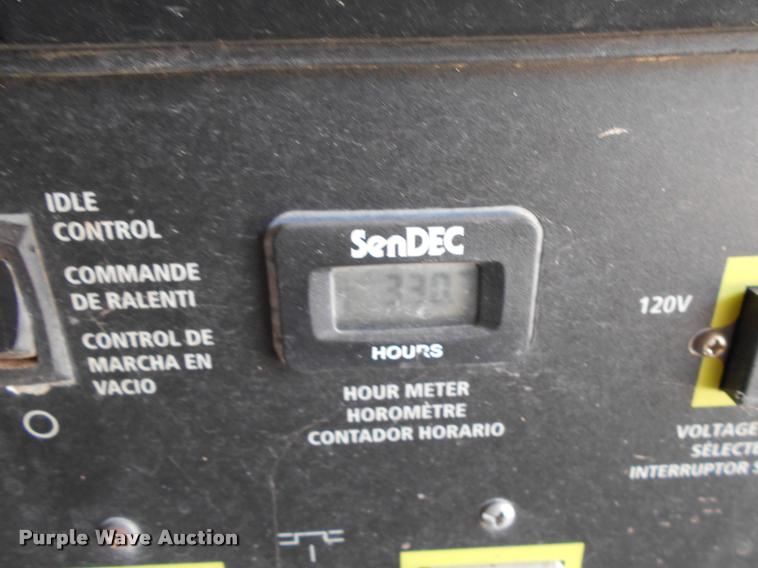 IDLE
CONTROL
COMMANDE
DE RALENTI
CONTROL DE
MARCHA EN
VACIO
SenDEC
330
HOURS
HOUR METER
HOROMÈTRE
CONTADOR HORARIO
120V
VOLTAGE
SÉLECTE
INTERRUPTOR S
Purple Wave Auction